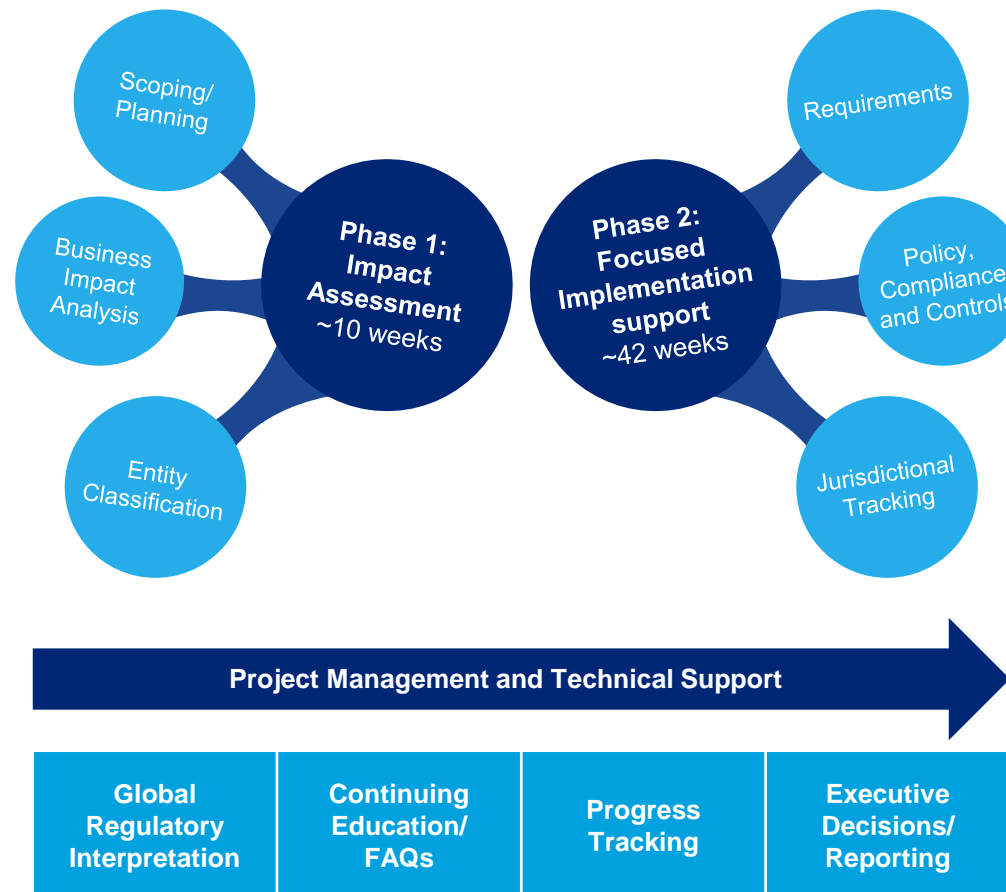 Scoping/
Planning
Business
Impact
Analysis
Entity
Classification
Phase 1:
Impact
Assessment
~10 weeks
Phase 2:
Focused
Implementation
support
~42 weeks
Requirements
Policy,
Compliance
and Controls
Jurisdictional
Tracking
Project Management and Technical Support
Global
Regulatory
Interpretation
Continuing
Education/
FAQs
Progress
Tracking
Executive
Decisions/
Reporting